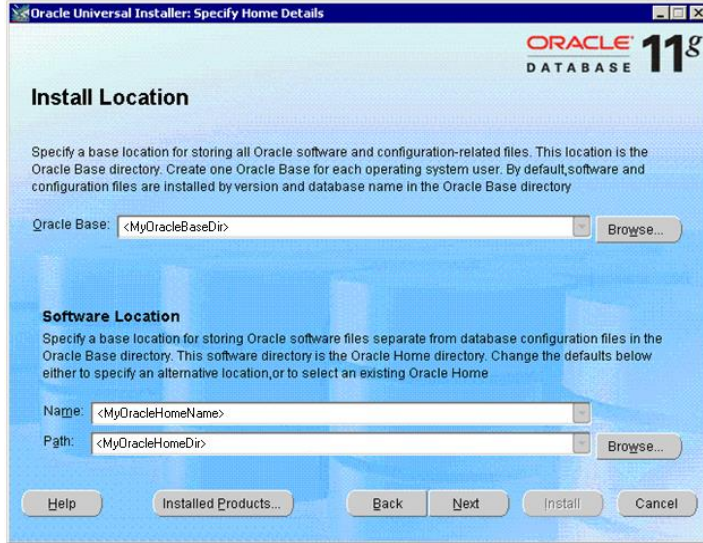 Oracle Universal Installer: Specify Home Details
ORACLE
DATABASE 11g
Install Location
Specify a base location for storing all Oracle software and configuration-related files. This location is the
Oracle Base directory. Create one Oracle Base for each operating system user. By default,software and
configuration files are installed by version and database name in the Oracle Base directory
Oracle Base: <MyOracleBaseDir> Browse...
Software Location
Specify a base location for storing Oracle software files separate from database configuration files in the
Oracle Base directory. This software directory is the Oracle Home directory. Change the defaults below
either to specify an alternative location,or to select an existing Oracle Home
Name: <MyOracleHomeName>
Path: <MyOracleHomeDir> Browse...
Help Installed Products... Back Next Install Cancel